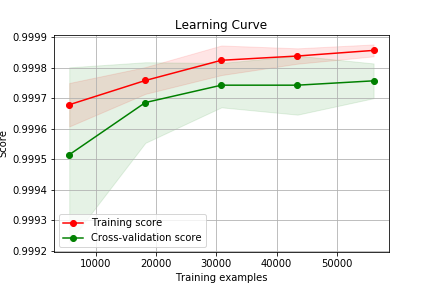 Learning Curve
0.9999
0.9998
0.9997
0.9996
0.9995
0.9994
0.9993
0.9992
Score
Training score
Cross-validation score
10000 20000 30000 40000 50000
Training examples